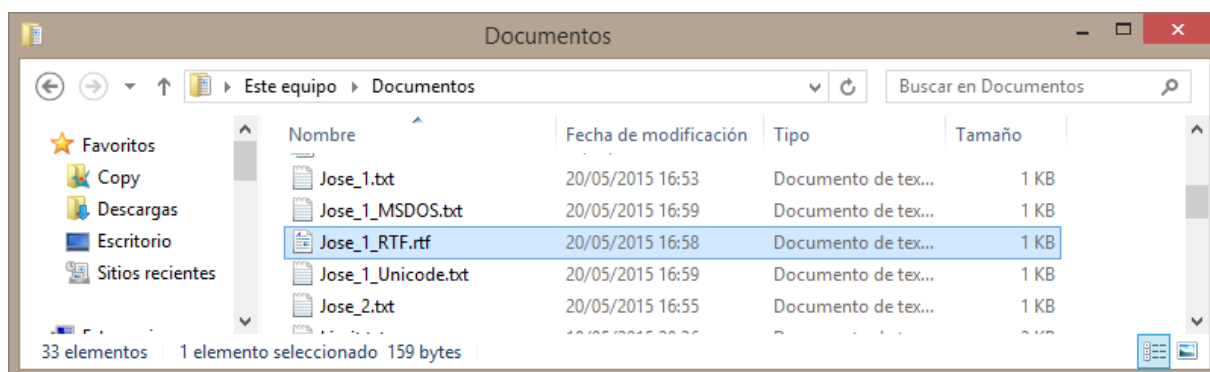 Documentos
Este equipo Documentos Buscar en Documentos
Favoritos
Copy
Descargas
Escritorio
Sitios recientes
Nombre Fecha de modificación Tipo Tamaño
Jose_1.txt 20/05/2015 16:53 Documento de tex... 1 KB
Jose_1_MSDOS.txt 20/05/2015 16:59 Documento de tex... 1 KB
Jose_1_RTF.rtf 20/05/2015 16:58 Documento de tex... 1 KB
Jose_1_Unicode.txt 20/05/2015 16:59 Documento de tex... 1 KB
Jose_2.txt 20/05/2015 16:55 Documento de tex... 1 KB
33 elementos 1 elemento seleccionado 159 bytes